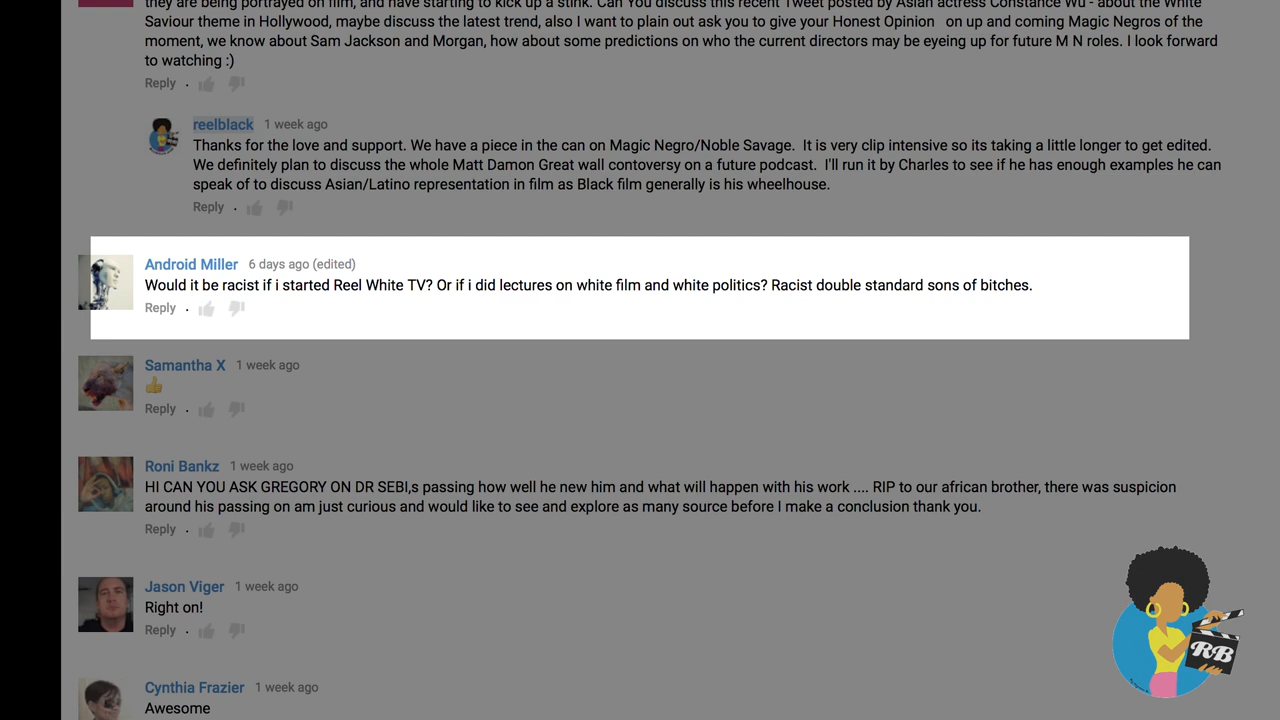 they are being portrayed on film, and have starting to kick up a stink. Can You discuss this recent Tweet posted by Asian actress Constance Wu - about the White
Saviour theme in Hollywood, maybe discuss the latest trend, also I want to plain out ask you to give your Honest Opinion on up and coming Magic Negros of the
moment, we know about Sam Jackson and Morgan, how about some predictions on who the current directors may be eyeing up for future M N roles. I look forward
to watching :)
Reply .
reelblack 1 week ago
Thanks for the love and support. We have a piece in the can on Magic Negro/Noble Savage. It is very clip intensive so its taking a little longer to get edited.
We definitely plan to discuss the whole Matt Damon Great wall contoversy on a future podcast. I'll run it by Charles to see if he has enough examples he can
speak of to discuss Asian/Latino representation in film as Black film generally is his wheelhouse.
Reply .
Android Miller 6 days ago (edited)
Would it be racist if i started Reel White TV? Or if i did lectures on white film and white politics? Racist double standard sons of bitches.
Reply .
Samantha X 1 week ago
👍
Reply .
Roni Bankz 1 week ago
HI CAN YOU ASK GREGORY ON DR SEBI,s passing how well he new him and what will happen with his work .... RIP to our african brother, there was suspicion
around his passing on am just curious and would like to see and explore as many source before I make a conclusion thank you.
Reply .
Jason Viger 1 week ago
Right on!
Reply .
Cynthia Frazier 1 week ago
Awesome
RB